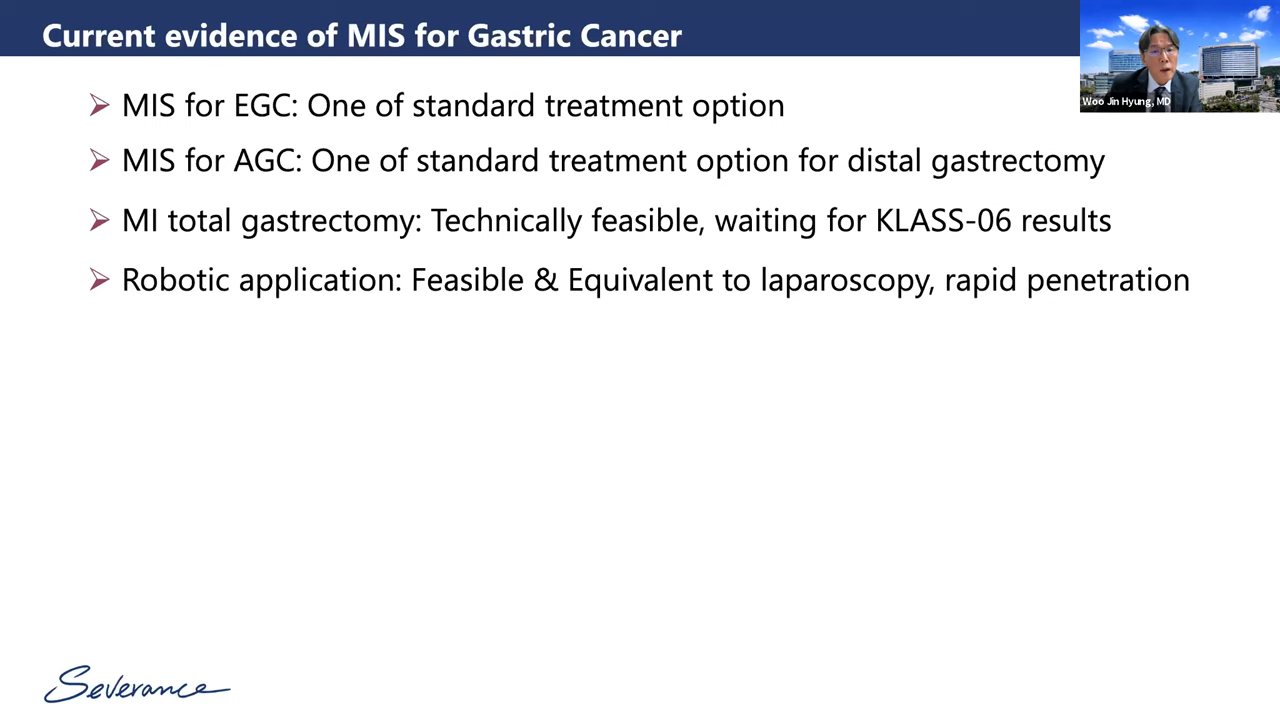 Current evidence of MIS for Gastric Cancer
Woo Jin Hyung, MD
MIS for EGC: One of standard treatment option
MIS for AGC: One of standard treatment option for distal gastrectomy
MI total gastrectomy: Technically feasible, waiting for KLASS-06 results
Robotic application: Feasible & Equivalent to laparoscopy, rapid penetration
Severance